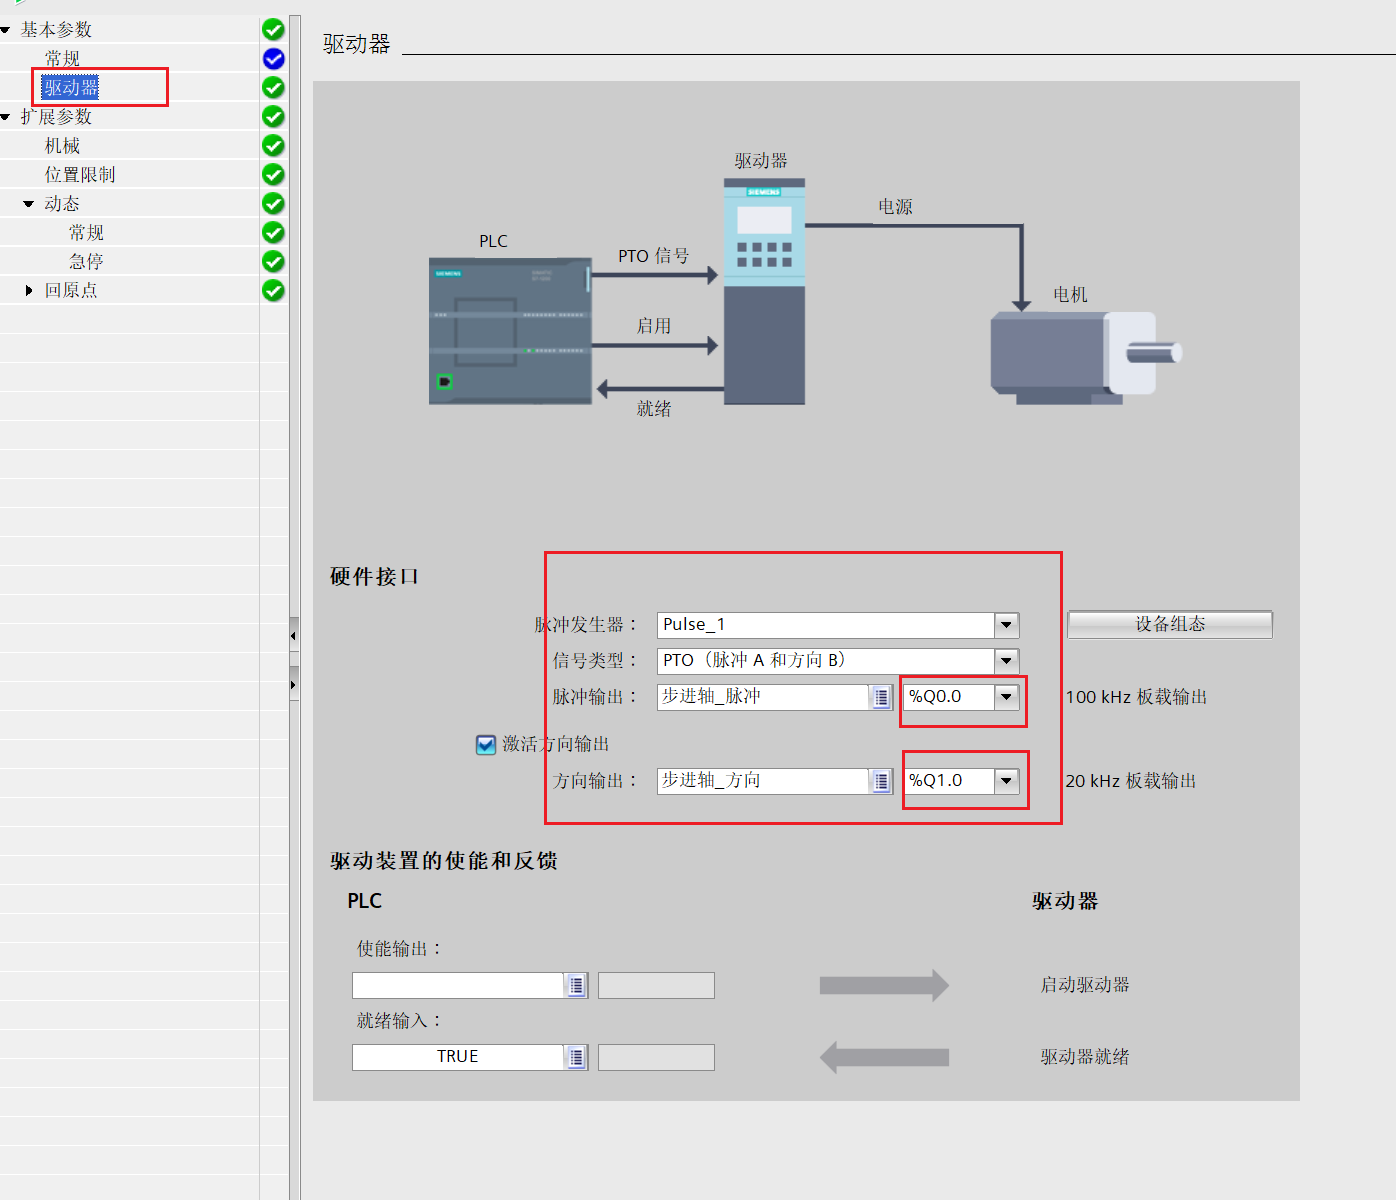 基本参数
常规
驱动器
扩展参数
机械
位置限制
动态
常规
急停
回原点
驱动器
驱动器
SIEMENS
电源
PLC
SIEMENS
PTO 信号
启用
就绪
电机
硬件接口
脉冲发生器：
Pulse_1
设备组态
信号类型：
PTO（脉冲 A 和方向 B）
脉冲输出：
步进轴_脉冲
%Q0.0
100 kHz 板载输出
激活方向输出
方向输出：
步进轴_方向
%Q1.0
20 kHz 板载输出
驱动装置的使能和反馈
PLC
驱动器
使能输出：
启动驱动器
就绪输入：
TRUE
驱动器就绪